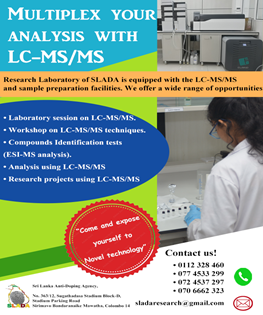 Multiplex your
analysis with
LC-MS/MS
Research Laboratory of SLADA is equipped with the LC-MS/MS
and sample preparation facilities. We offer a wide range of opportunities
• Laboratory session on LC-MS/MS.
• Workshop on LC-MS/MS techniques.
• Compounds Identification tests
(ESI-MS analysis).
• Analysis using LC-MS/MS
• Research projects using LC-MS/MS
"Come and expose
yourself to
Novel technology"
Contact us!
• 0112 328 460
• 077 4533 299
• 072 4537 297
• 070 6662 323
sladaresearch@gmail.com
SLADA
Sri Lanka Anti-Doping Agency,
No. 363/12, Sugathadase Stadium Block-D,
Stadium Parking Road
Sirimavo Bandaranaike Mawatha, Colombo 14